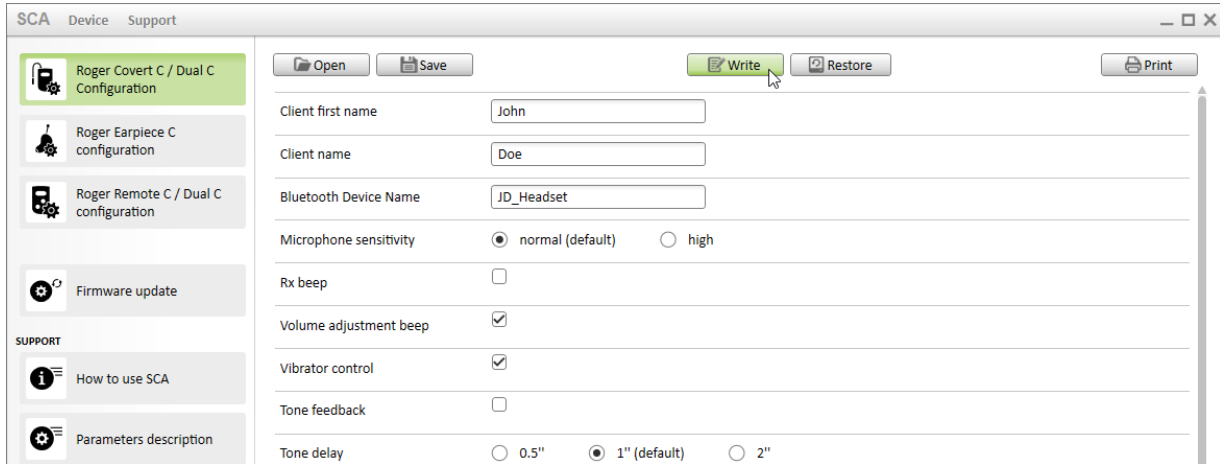 SCA Device Support
Roger Covert C / Dual C
Configuration
Roger Earpiece C
configuration
Roger Remote C / Dual C
configuration
Firmware update
SUPPORT
How to use SCA
Parameters description
Open Save Write Restore Print
Client first name John
Client name Doe
Bluetooth Device Name JD_Headset
Microphone sensitivity normal (default) high
Rx beep
Volume adjustment beep
Vibrator control
Tone feedback
Tone delay 0.5'' 1'' (default) 2''